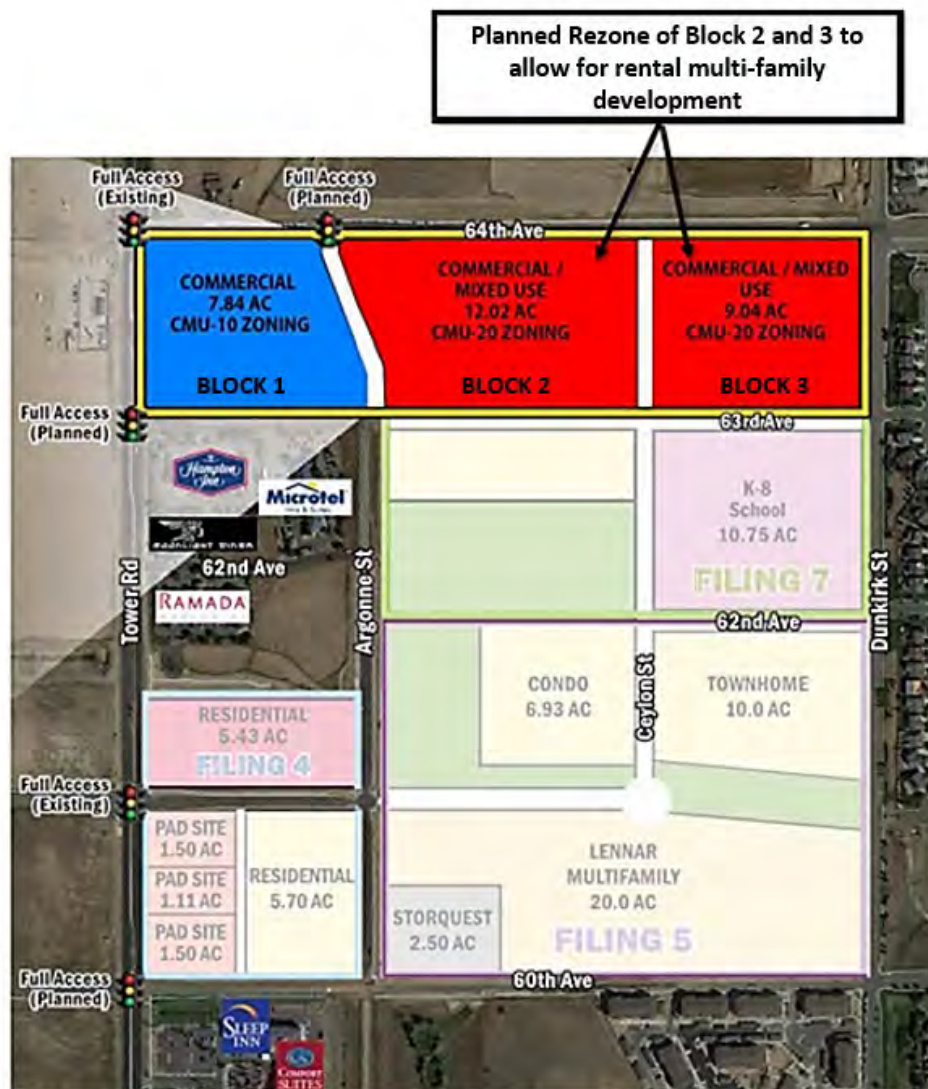 Planned Rezone of Block 2 and 3 to
allow for rental multi-family
development
Full Access
(Existing)
Full Access
(Planned)
64th Ave
COMMERCIAL
7.84 AC
CMU-10 ZONING
BLOCK 1
COMMERCIAL /
MIXED USE
12.02 AC
CMU-20 ZONING
BLOCK 2
COMMERCIAL / MIXED
USE
9.04 AC
CMU-20 ZONING
BLOCK 3
Full Access
(Planned)
63rd Ave
Hampton
Inn
Microtel
MOONLIGHT DINER
62nd Ave
RAMADA
Tower Rd
Argonne St
K-8
School
10.75 AC
FILING 7
Dunkirk St
62nd Ave
CONDO
6.93 AC
Ceylon St
TOWNHOME
10.0 AC
RESIDENTIAL
5.43 AC
FILING 4
Full Access
(Existing)
PAD SITE
1.50 AC
PAD SITE
1.11 AC
PAD SITE
1.50 AC
RESIDENTIAL
5.70 AC
LENNAR
MULTIFAMILY
20.0 AC
STORQUEST
2.50 AC
FILING 5
Full Access
(Planned)
60th Ave
SLEEP
INN
COMFORT
SUITES